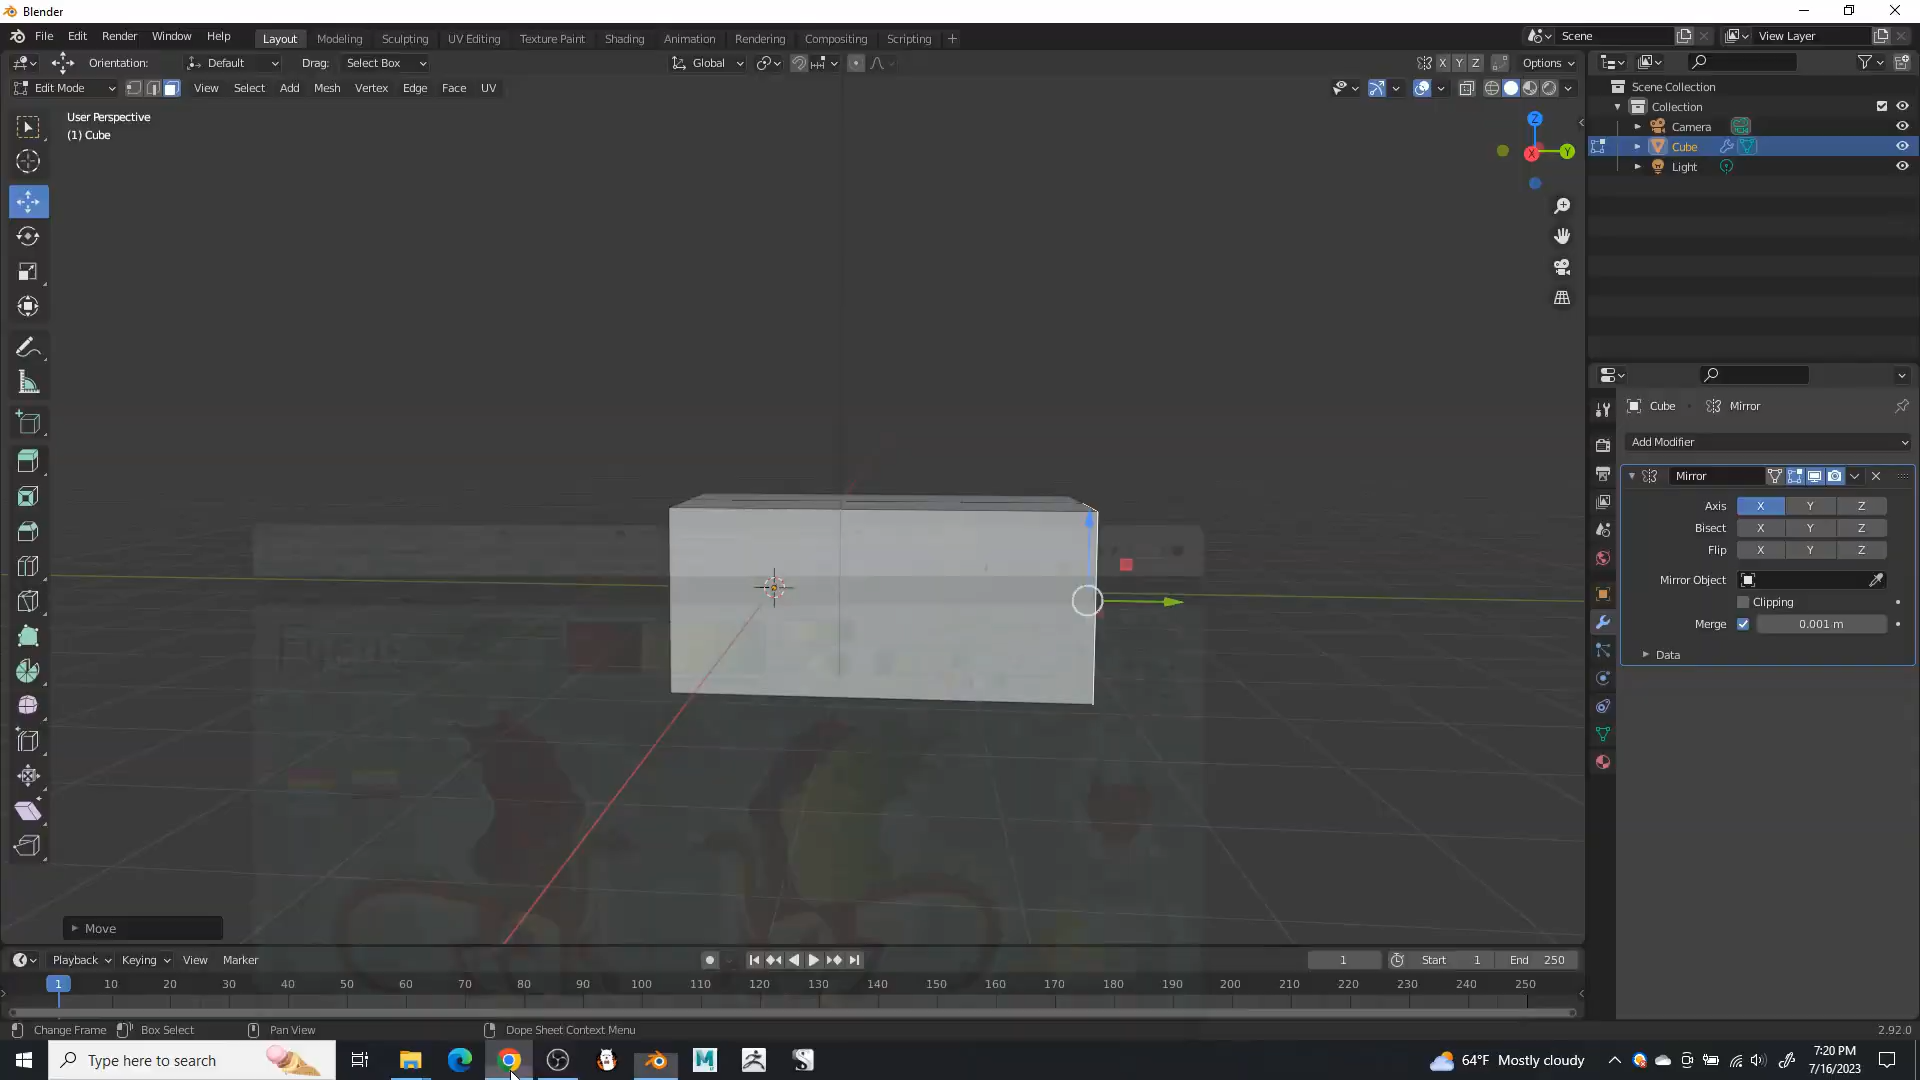 Blender
File Edit Render Window Help
Layout Modeling Sculpting UV Editing Texture Paint Shading Animation Rendering Compositing Scripting
Scene View Layer
Orientation: Default Drag: Select Box Global X Y Z Options
Edit Mode View Select Add Mesh Vertex Edge Face UV
User Perspective
(1) Cube
Z
X Y
Scene Collection
Collection
Camera
Cube
Light
Cube Mirror
Add Modifier
Mirror
Axis X Y Z
Bisect X Y Z
Flip X Y Z
Mirror Object
Clipping
Merge 0.001 m
Data
Move
Playback Keying View Marker 1 Start 1 End 250
1 10 20 30 40 50 60 70 80 90 100 110 120 130 140 150 160 170 180 190 200 210 220 230 240 250
Change Frame Box Select Pan View Dope Sheet Context Menu 2.92.0
Type here to search
64°F Mostly cloudy
7:20 PM
7/16/2023